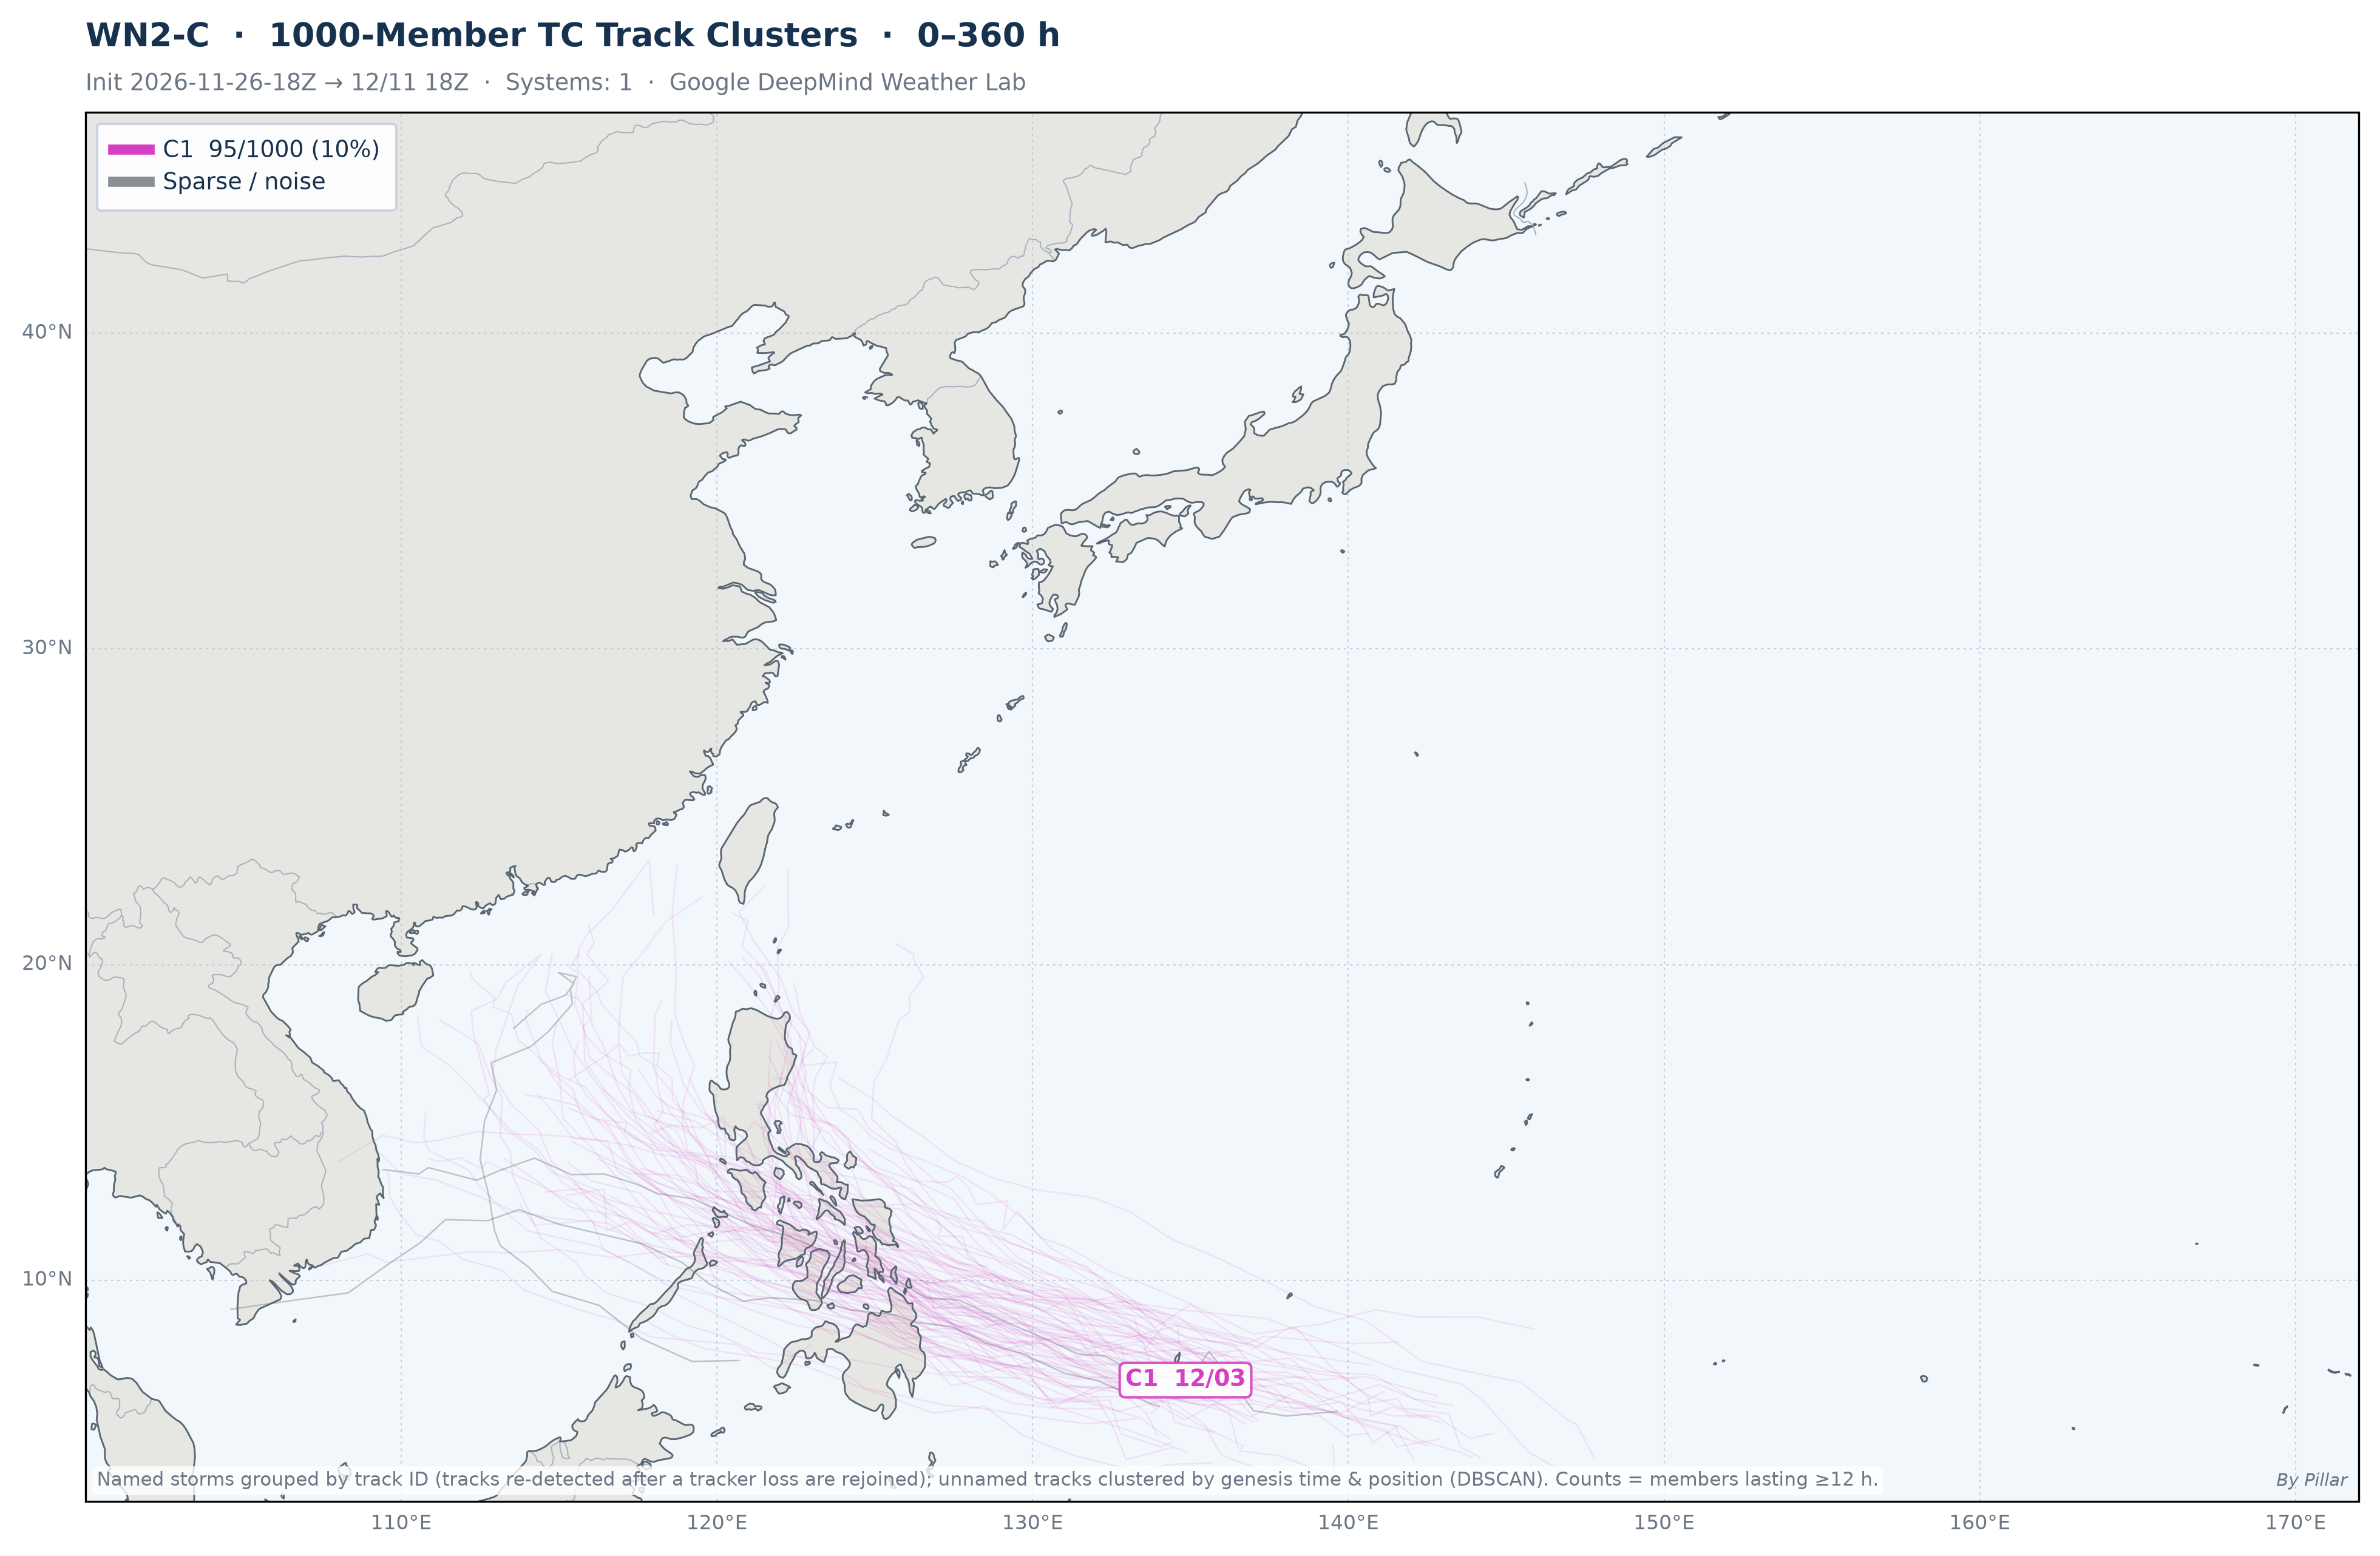 WN2-C · 1000-Member TC Track Clusters · 0–360 h
Init 2026-11-26-18Z → 12/11 18Z · Systems: 1 · Google DeepMind Weather Lab
C1 95/1000 (10%)
Sparse / noise
40°N
30°N
20°N
10°N
C1 12/03
Named storms grouped by track ID (tracks re-detected after a tracker loss are rejoined); unnamed tracks clustered by genesis time & position (DBSCAN). Counts = members lasting ≥12 h.
By Pillar
110°E 120°E 130°E 140°E 150°E 160°E 170°E